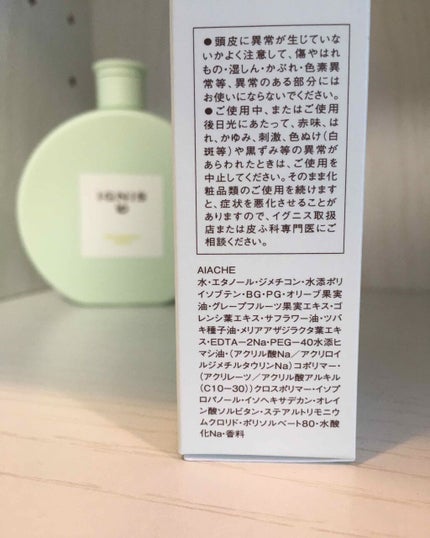 ●頭皮に異常が生じていな
いかよく注意して、傷やはれ
もの・湿しん・かぶれ・色素異
常等、異常のある部分には
お使いにならないでください。
●ご使用中、またはご使用
後日光にあたって、赤味、は
れ、かゆみ、刺激、色ぬけ(白
斑等)や黒ずみ等の異常が
あらわれたときは、ご使用を
中止してください。そのまま化
粧品類のご使用を続けます
と、症状を悪化させることが
ありますので、イグニス取扱
店または皮ふ科専門医にご
相談ください。
AIACHE
水・エタノール・ジメチコン・水添ポリ
イソブテン・BG・PG・オリーブ果実
油・グレープフルーツ果実エキス・ゴ
レンシ葉エキス・サフラワー油・ツバ
キ種子油・メリアアザジラクタ葉エキ
ス・EDTA-2Na・PEG-40水添ヒ
マシ油・(アクリル酸Na/アクリロイ
ルジメチルタウリンNa)コポリマー・
(アクリレーツ/アクリル酸アルキル
(C10-30))クロスポリマー・イソプ
ロパノール・イソヘキサデカン・オレイ
ン酸ソルビタン・ステアルトリモニウ
ムクロリド・ポリソルベート80・水酸
化Na・香料
IGNIS